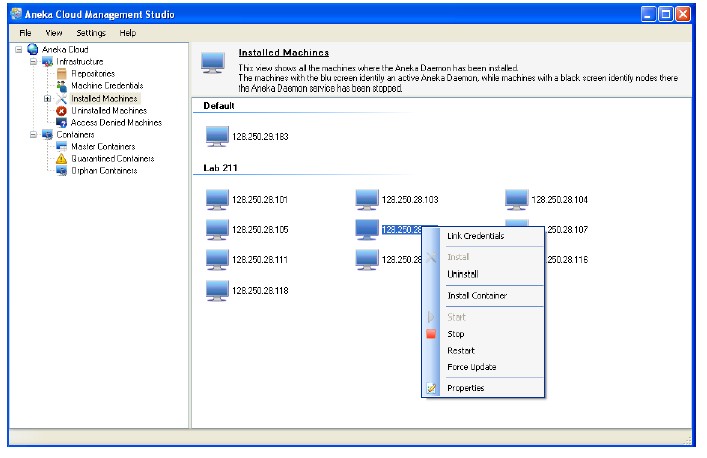 Aneka Cloud Management Studio
File View Settings Help
Aneka Cloud
Infrastructure
Repositories
Machine Credentials
Installed Machines
Uninstalled Machines
Access Denied Machines
Containers
Master Containers
Quarantined Containers
Orphan Containers
Installed Machines
This view shows all the machines where the Aneka Daemon has been installed.
The machines with the blu screen identify an active Aneka Daemon, while machines with a black screen identify nodes there
the Aneka Daemon service has been stopped.
Default
128.250.29.183
Lab 211
128.250.28.101 128.250.28.103 128.250.28.104
128.250.28.105 128.250.28 .250.28.107
128.250.28.111 128.250.28 .250.28.116
128.250.28.118
Link Credentials
Install
Uninstall
Install Container
Start
Stop
Restart
Force Update
Properties